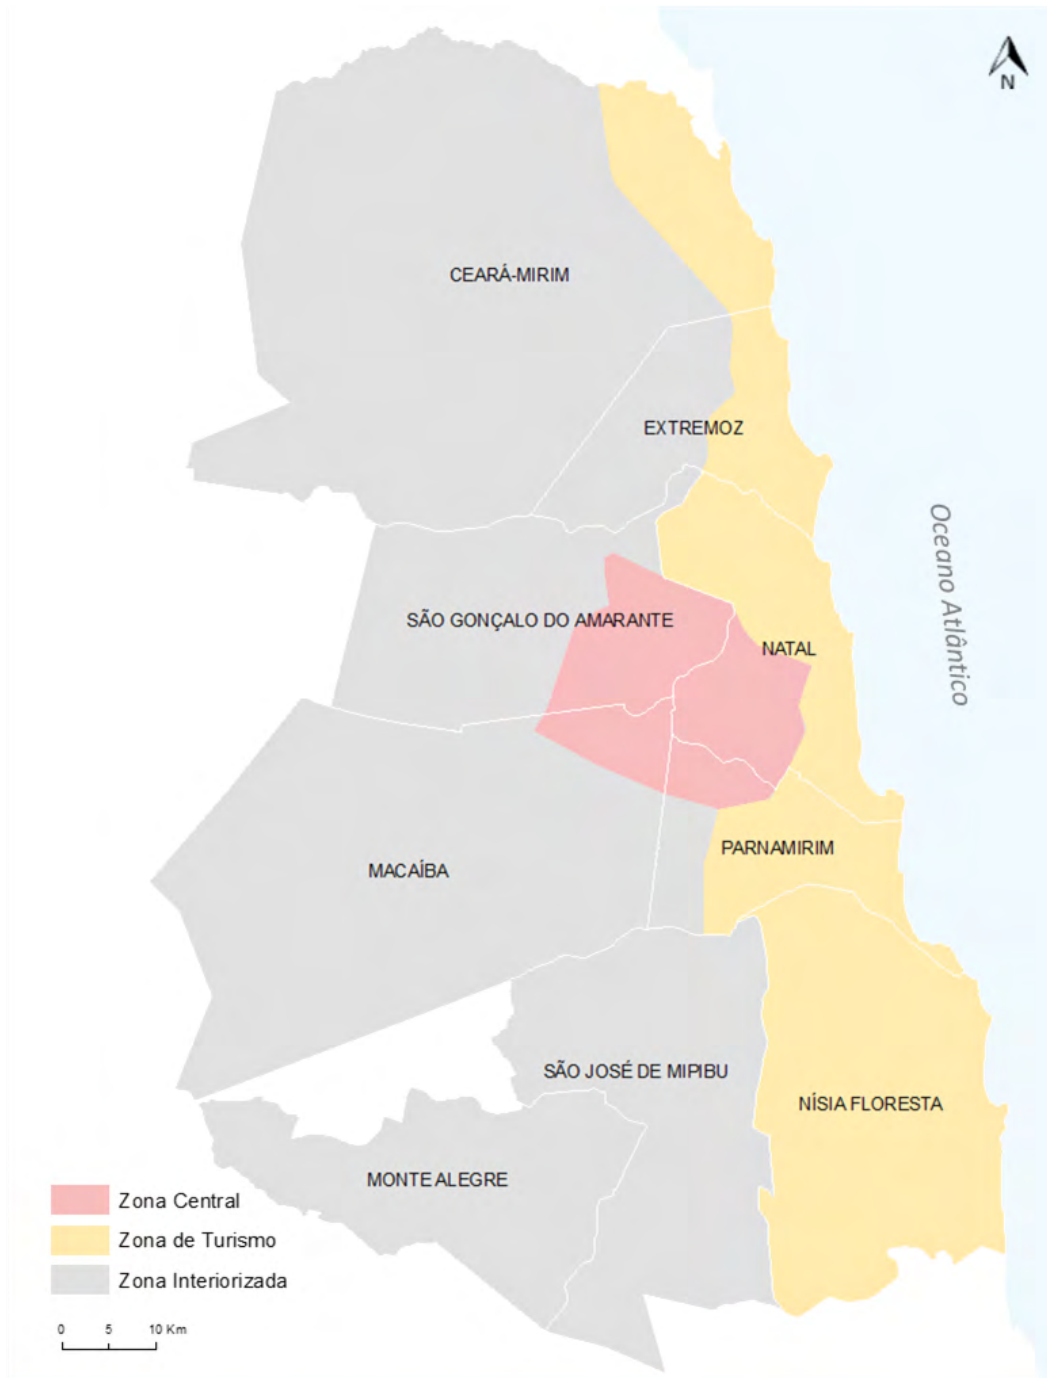 N
CEARÁ-MIRIM
EXTREMOZ
Oceano Atlântico
SÃO GONÇALO DO AMARANTE
NATAL
PARNAMIRIM
MACAÍBA
SÃO JOSÉ DE MIPIBU
NÍSIA FLORESTA
MONTE ALEGRE
Zona Central
Zona de Turismo
Zona Interiorizada
0 5 10 Km